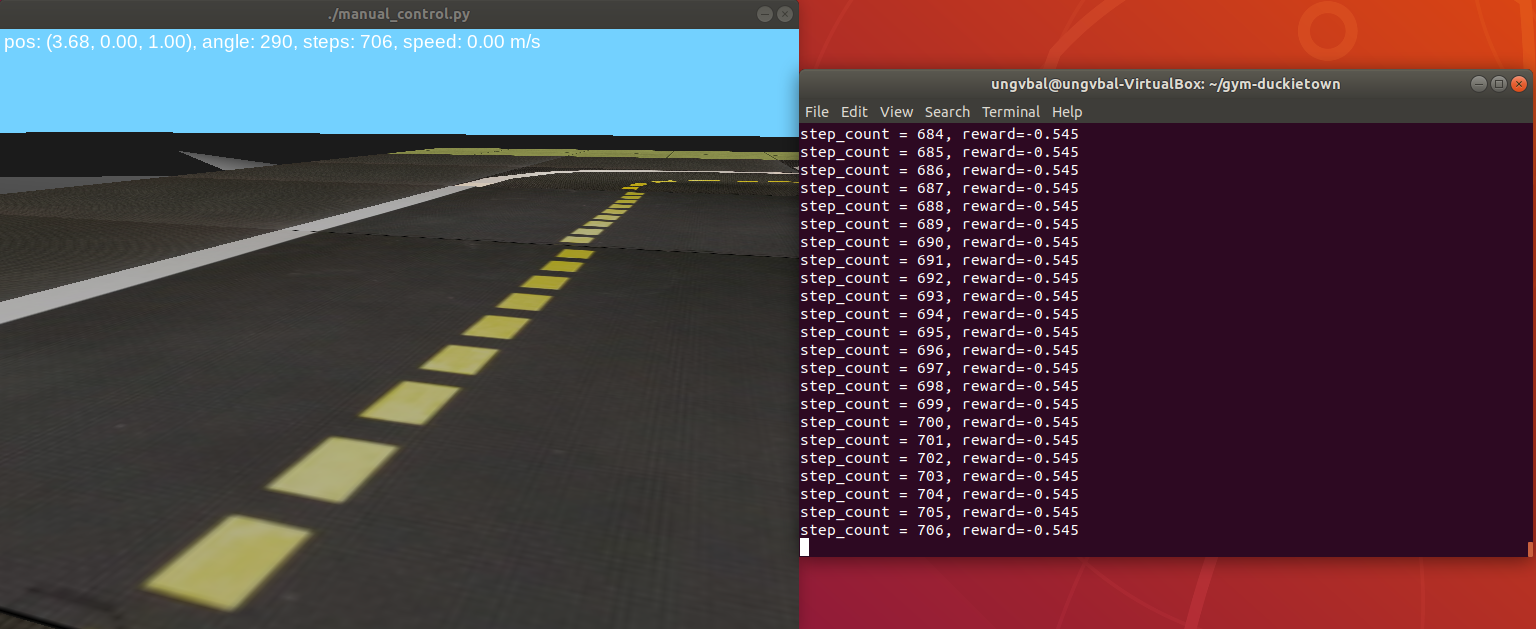 ./manual_control.py
pos: (3.68, 0.00, 1.00), angle: 290, steps: 706, speed: 0.00 m/s
ungvbal@ungvbal-VirtualBox: ~/gym-duckietown
File Edit View Search Terminal Help
step_count = 684, reward=-0.545
step_count = 685, reward=-0.545
step_count = 686, reward=-0.545
step_count = 687, reward=-0.545
step_count = 688, reward=-0.545
step_count = 689, reward=-0.545
step_count = 690, reward=-0.545
step_count = 691, reward=-0.545
step_count = 692, reward=-0.545
step_count = 693, reward=-0.545
step_count = 694, reward=-0.545
step_count = 695, reward=-0.545
step_count = 696, reward=-0.545
step_count = 697, reward=-0.545
step_count = 698, reward=-0.545
step_count = 699, reward=-0.545
step_count = 700, reward=-0.545
step_count = 701, reward=-0.545
step_count = 702, reward=-0.545
step_count = 703, reward=-0.545
step_count = 704, reward=-0.545
step_count = 705, reward=-0.545
step_count = 706, reward=-0.545